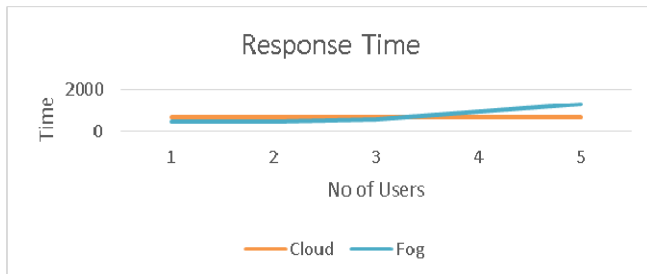 Response Time
2000
0
Time
1 2 3 4 5
No of Users
Cloud Fog